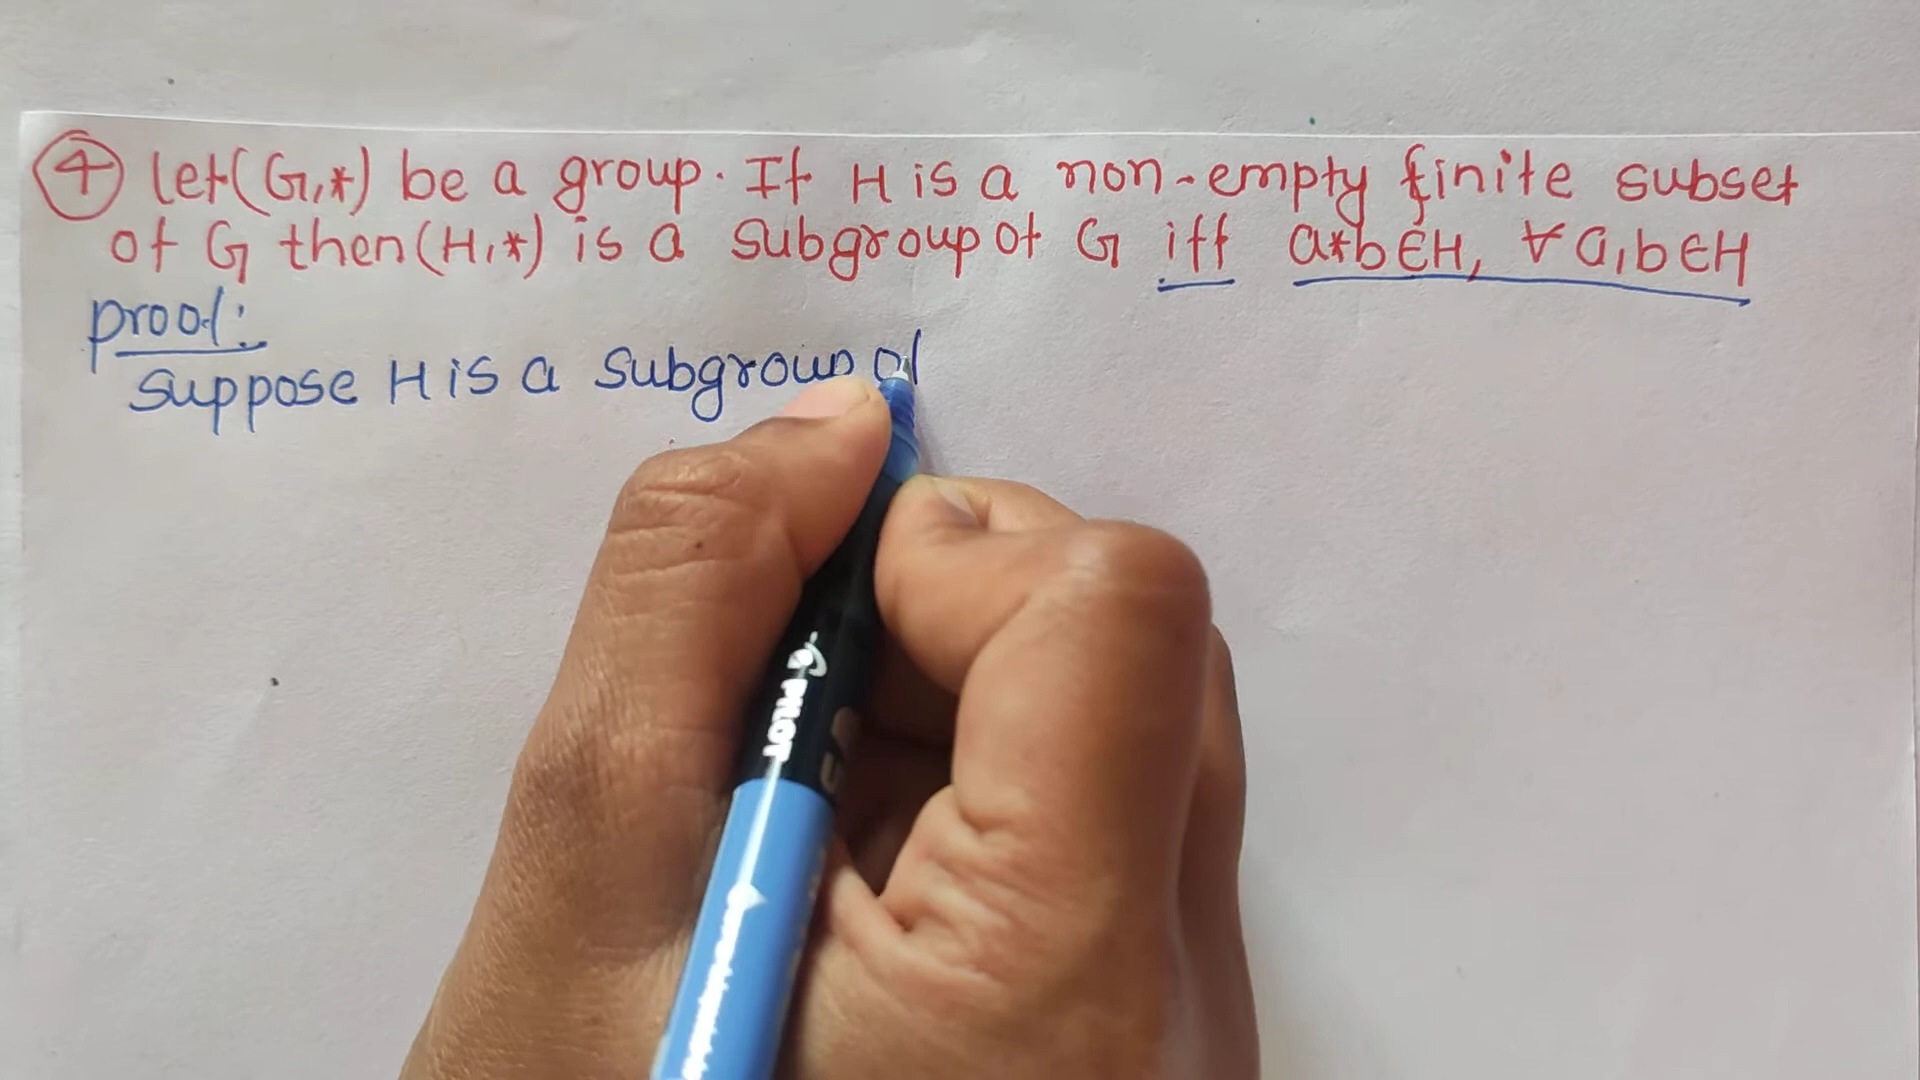 4 let (G,*) be a group. If H is a non-empty finite subset
of G then (H,*) is a subgroup of G iff a*b∈H, ∀a,b∈H
proof:
suppose H is a subgroup of
PILOT